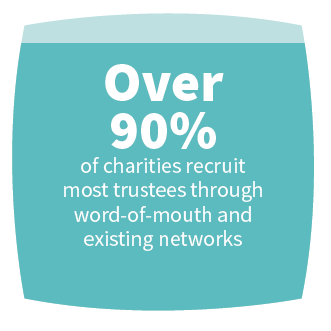 Over
90%
of charities recruit
most trustees through
word-of-mouth and
existing networks